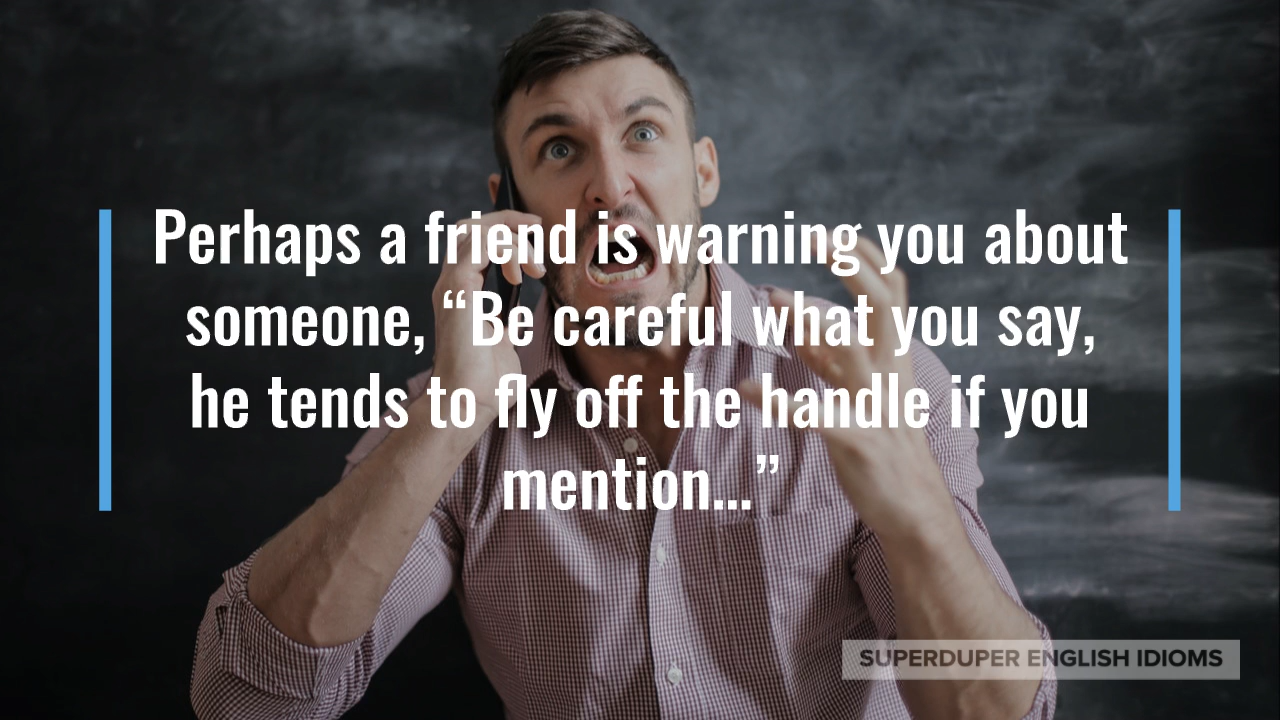 Perhaps a friend is warning you about
someone, “Be careful what you say,
he tends to fly off the handle if you
mention...”
SUPERDUPER ENGLISH IDIOMS